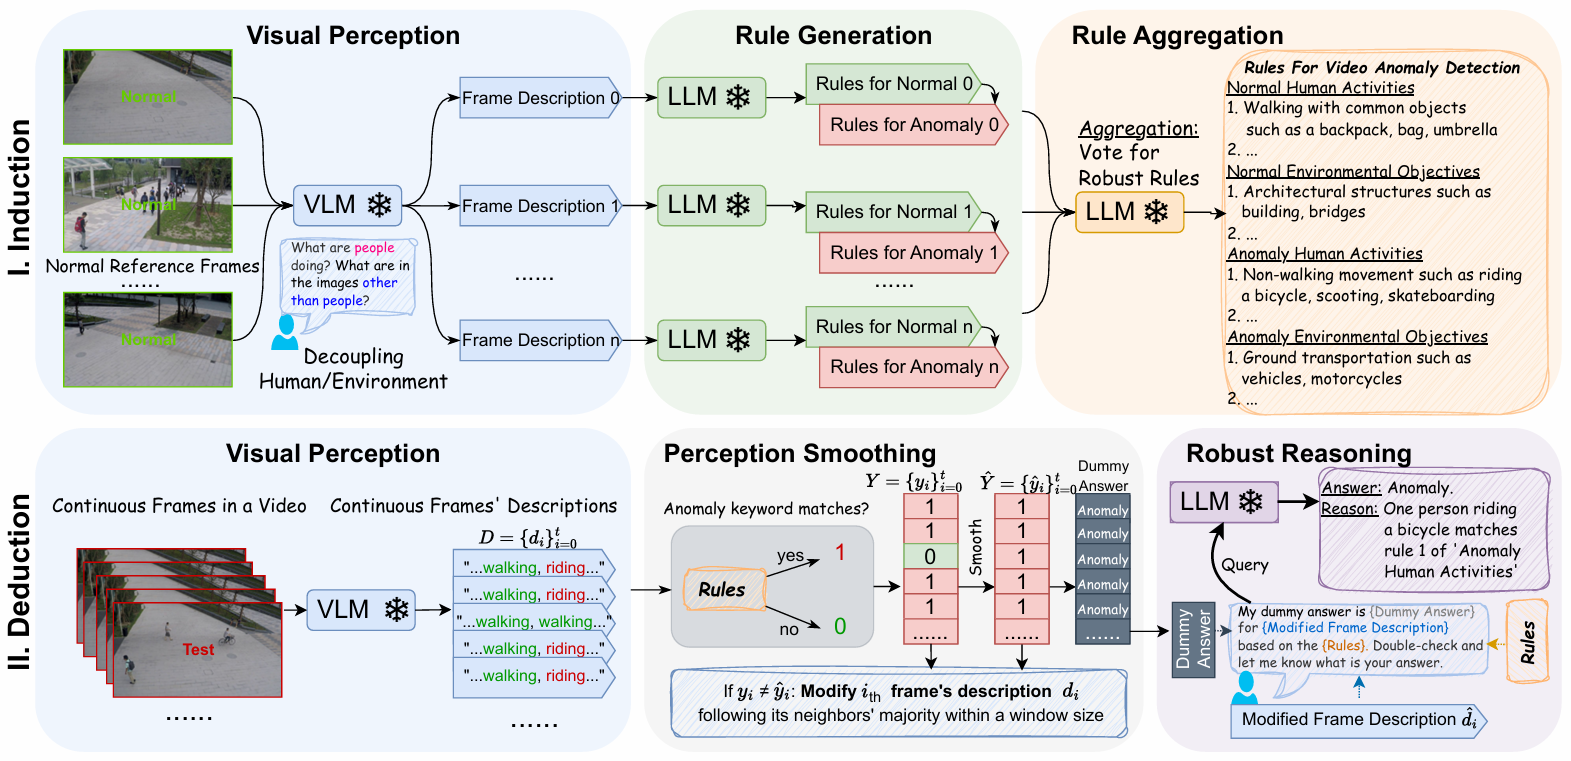 I. Induction
Visual Perception
Normal
Normal
Normal Reference Frames
......
Normal
VLM
What are people
doing? What are in
the images other
than people?
Decoupling
Human/Environment
Frame Description 0
Frame Description 1
......
Frame Description n
Rule Generation
LLM
Rules for Normal 0
Rules for Anomaly 0
LLM
Rules for Normal 1
Rules for Anomaly 1
......
LLM
Rules for Normal n
Rules for Anomaly n
Rule Aggregation
Aggregation:
Vote for
Robust Rules
LLM
Rules For Video Anomaly Detection
Normal Human Activities
1. Walking with common objects
such as a backpack, bag, umbrella
2. ...
Normal Environmental Objectives
1. Architectural structures such as
building, bridges
2. ...
Anomaly Human Activities
1. Non-walking movement such as riding
a bicycle, scooting, skateboarding
2. ...
Anomaly Environmental Objectives
1. Ground transportation such as
vehicles, motorcycles
2. ...
II. Deduction
Visual Perception
Continuous Frames in a Video
Test
......
VLM
Continuous Frames' Descriptions
D = {d_i}_{i=0}^t
"...walking, riding..."
"...walking, riding..."
"...walking, walking..."
"...walking, riding..."
"...walking, riding..."
......
Perception Smoothing
Anomaly keyword matches?
Rules
yes
1
no
0
Y = {y_i}_{i=0}^t
1
1
0
1
1
......
Smooth
Ŷ = {ŷ_i}_{i=0}^t
1
1
1
1
1
......
Dummy
Answer
Anomaly
Anomaly
Anomaly
Anomaly
Anomaly
......
If y_i ≠ ŷ_i: Modify i_th frame's description d_i
following its neighbors' majority within a window size
Robust Reasoning
LLM
Answer: Anomaly.
Reason: One person riding
a bicycle matches
rule 1 of 'Anomaly
Human Activities'
Query
Dummy
Answer
My dummy answer is {Dummy Answer}
for {Modified Frame Description}
based on the {Rules}. Double-check and
let me know what is your answer.
Rules
Modified Frame Description d̂_i